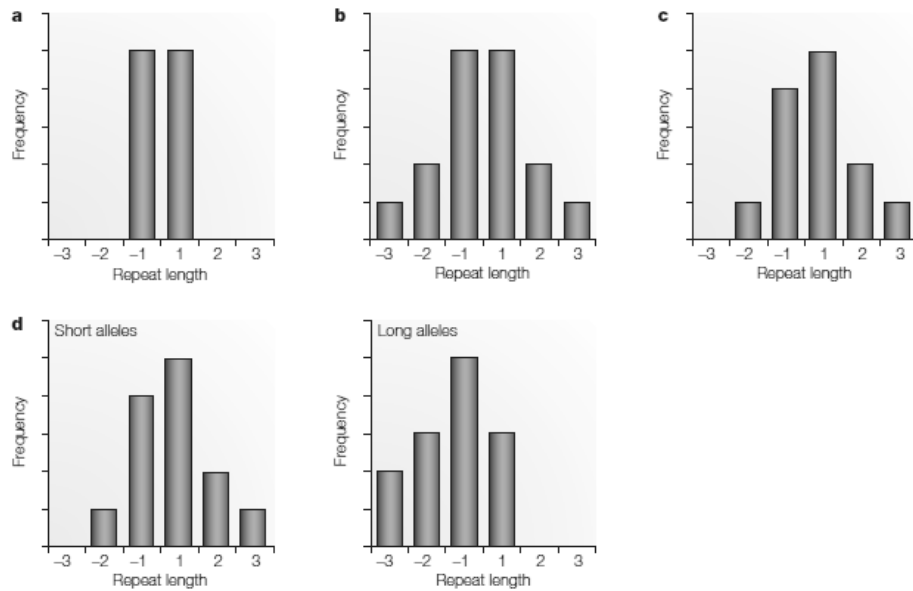 a
Frequency
–3 –2 –1 1 2 3
Repeat length
b
Frequency
–3 –2 –1 1 2 3
Repeat length
c
Frequency
–3 –2 –1 1 2 3
Repeat length
d
Short alleles
Frequency
–3 –2 –1 1 2 3
Repeat length
Long alleles
Frequency
–3 –2 –1 1 2 3
Repeat length